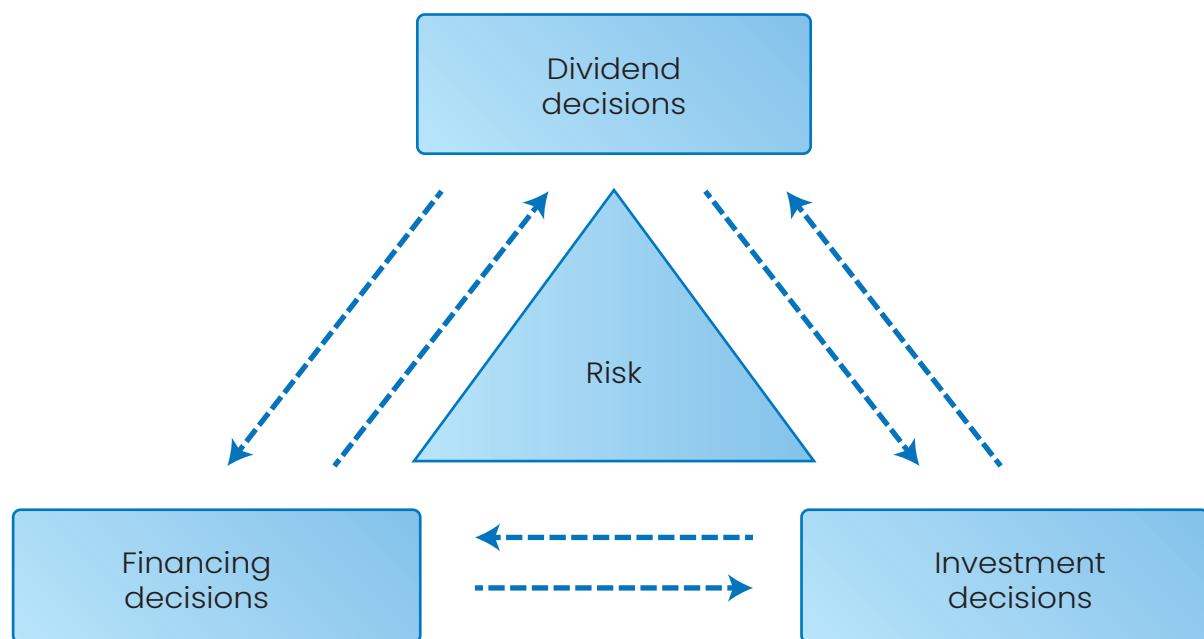 Dividend
decisions
Risk
Financing
decisions
Investment
decisions